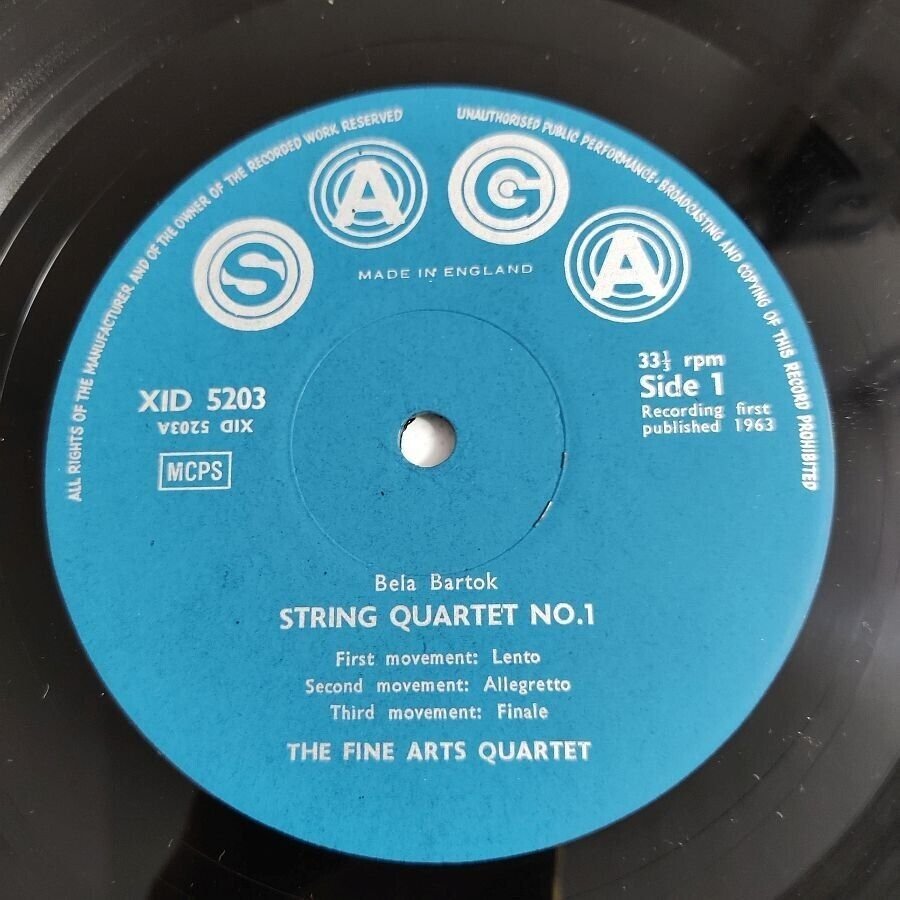 ALL RIGHTS OF THE MANUFACTURER AND OF THE OWNER OF THE RECORDED WORK RESERVED
UNAUTHORISED PUBLIC PERFORMANCE · BROADCASTING AND COPYING OF THIS RECORD PROHIBITED
SAGA
MADE IN ENGLAND
XID 5203
XID 5203A
MCPS
33⅓ rpm
Side 1
Recording first
published 1963
Bela Bartok
STRING QUARTET NO.1
First movement: Lento
Second movement: Allegretto
Third movement: Finale
THE FINE ARTS QUARTET